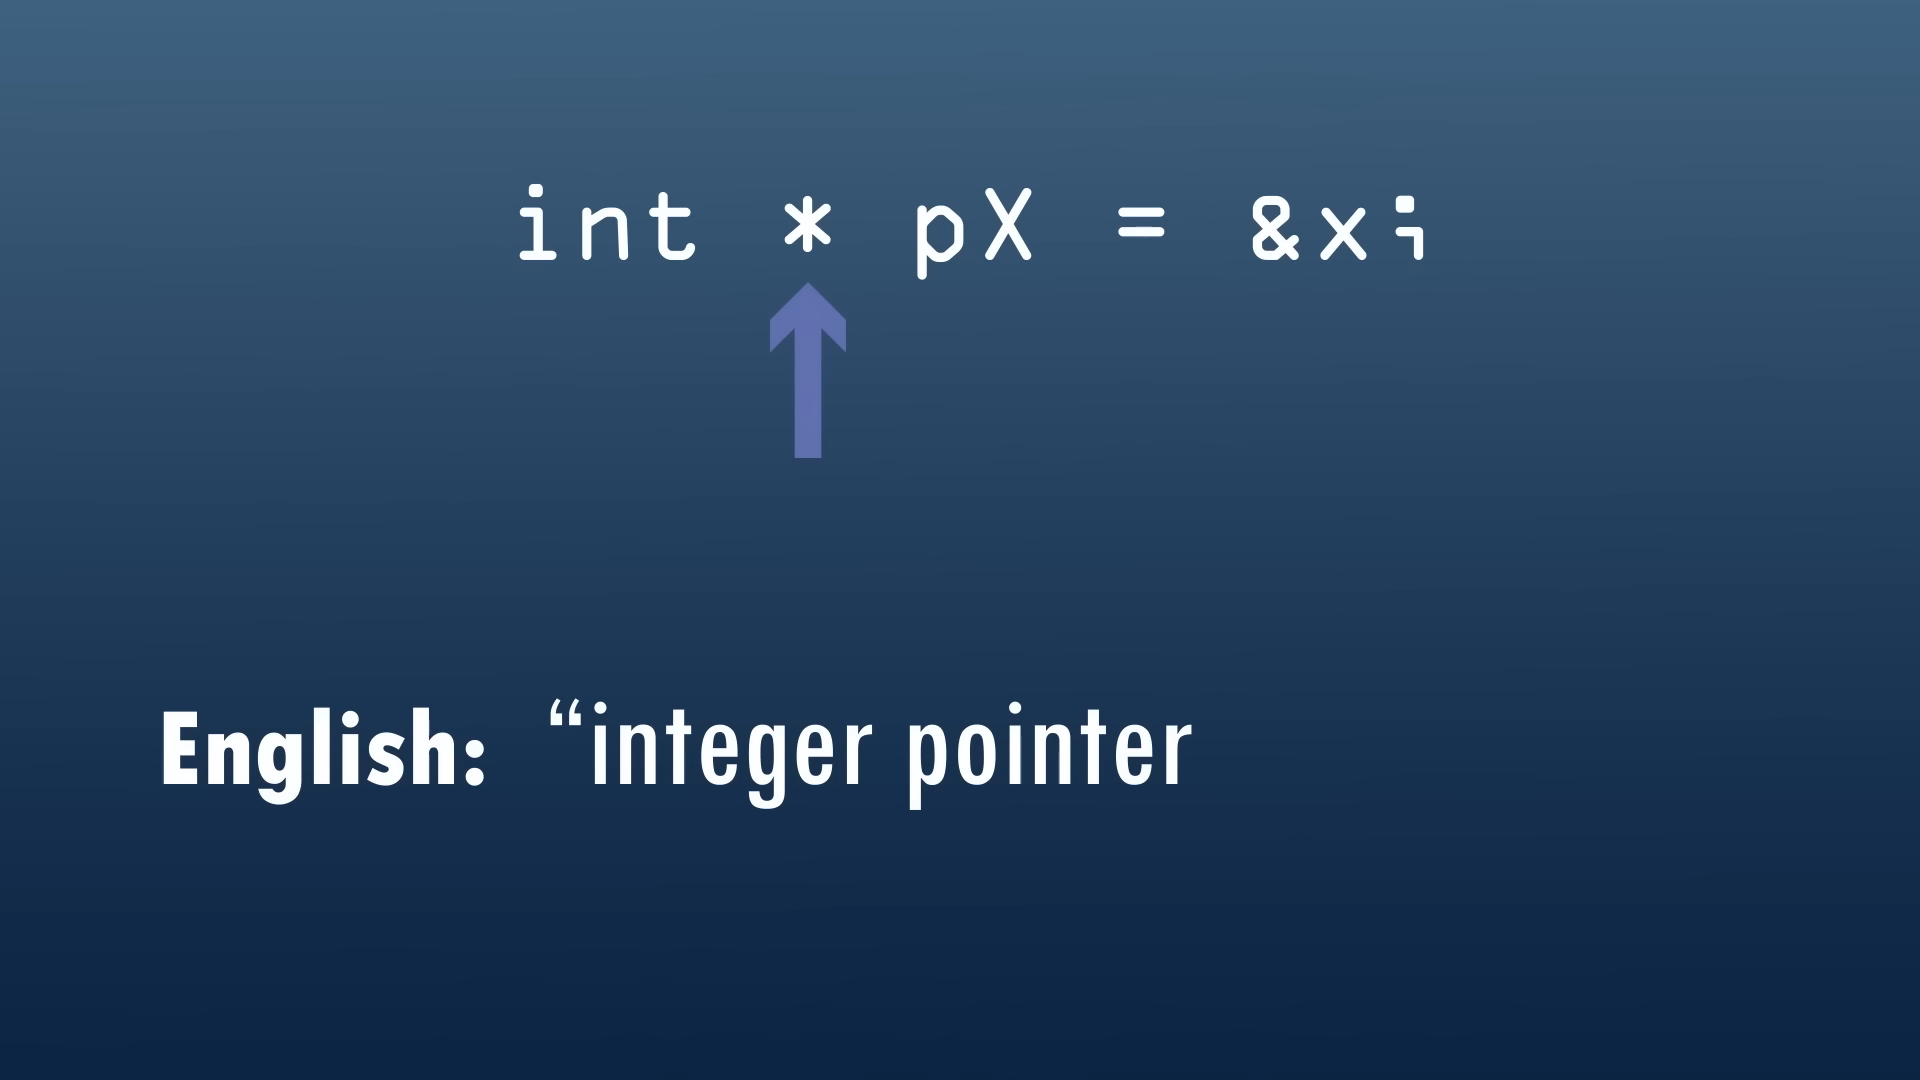 int * pX = &x;
English: “integer pointer